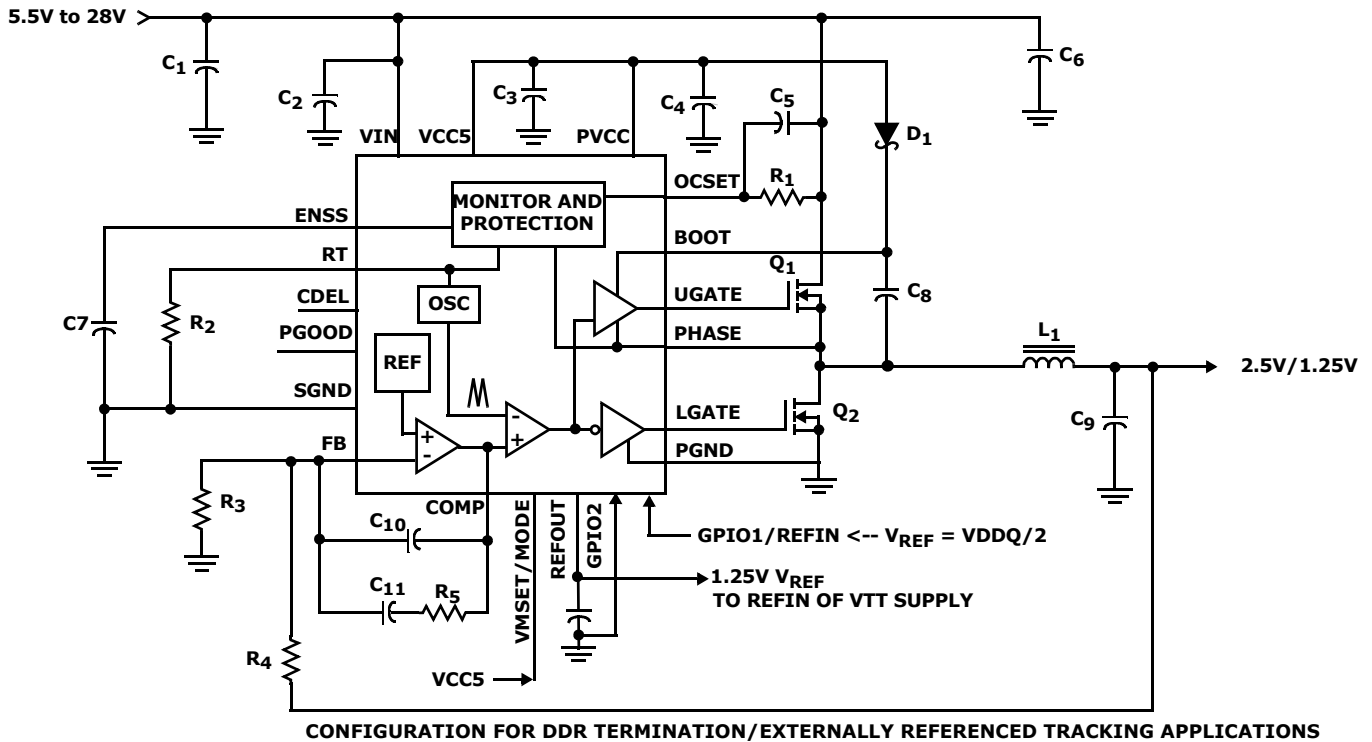 5.5V to 28V
C1
C2
C3
C4
C5
C6
D1
VIN
VCC5
PVCC
OCSET
R1
MONITOR AND
PROTECTION
ENSS
BOOT
RT
Q1
CDEL
OSC
UGATE
C8
C7
R2
PGOOD
PHASE
L1
REF
2.5V/1.25V
SGND
LGATE
Q2
C9
+
-
-
+
FB
PGND
R3
COMP
C10
VMSET/MODE
REFOUT
GPIO2
GPIO1/REFIN <-- VREF = VDDQ/2
C11
R5
1.25V VREF
TO REFIN OF VTT SUPPLY
R4
VCC5
CONFIGURATION FOR DDR TERMINATION/EXTERNALLY REFERENCED TRACKING APPLICATIONS